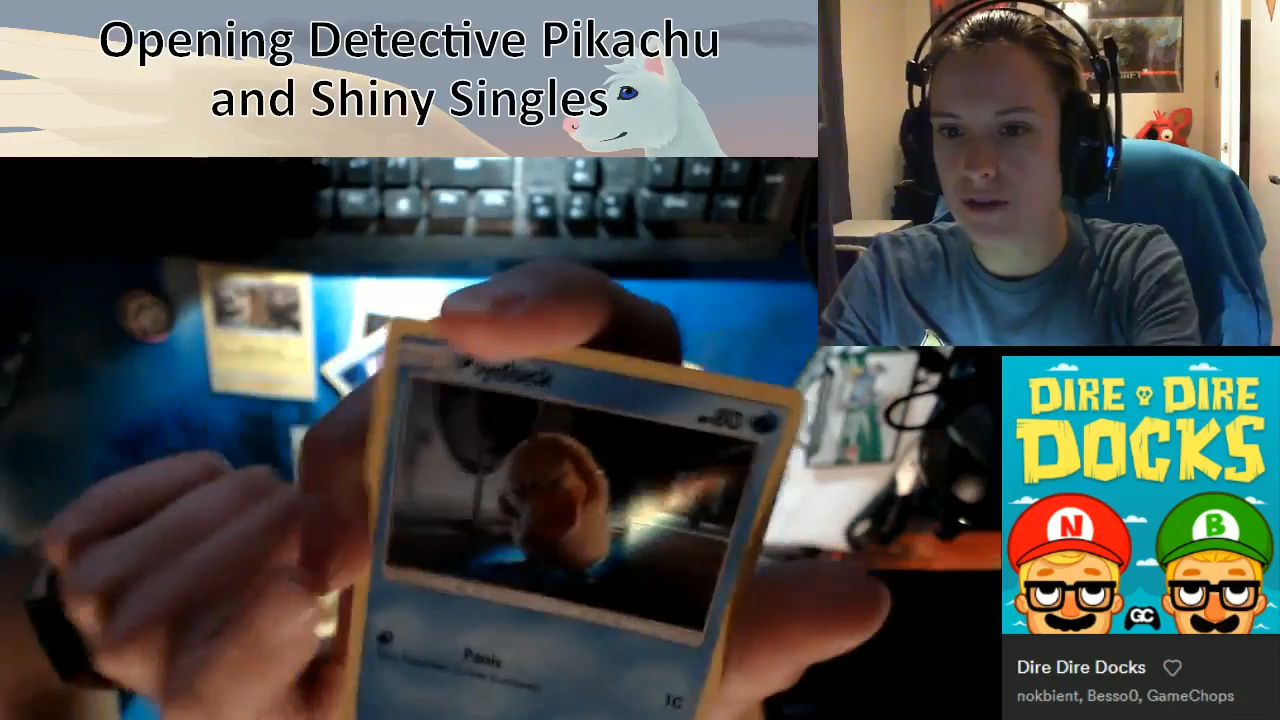 Opening Detective Pikachu
and Shiny Singles
Psyduck
Panic
DIRE DIRE
DOCKS
N
B
GC
Dire Dire Docks
nokbient, Besso0, GameChops